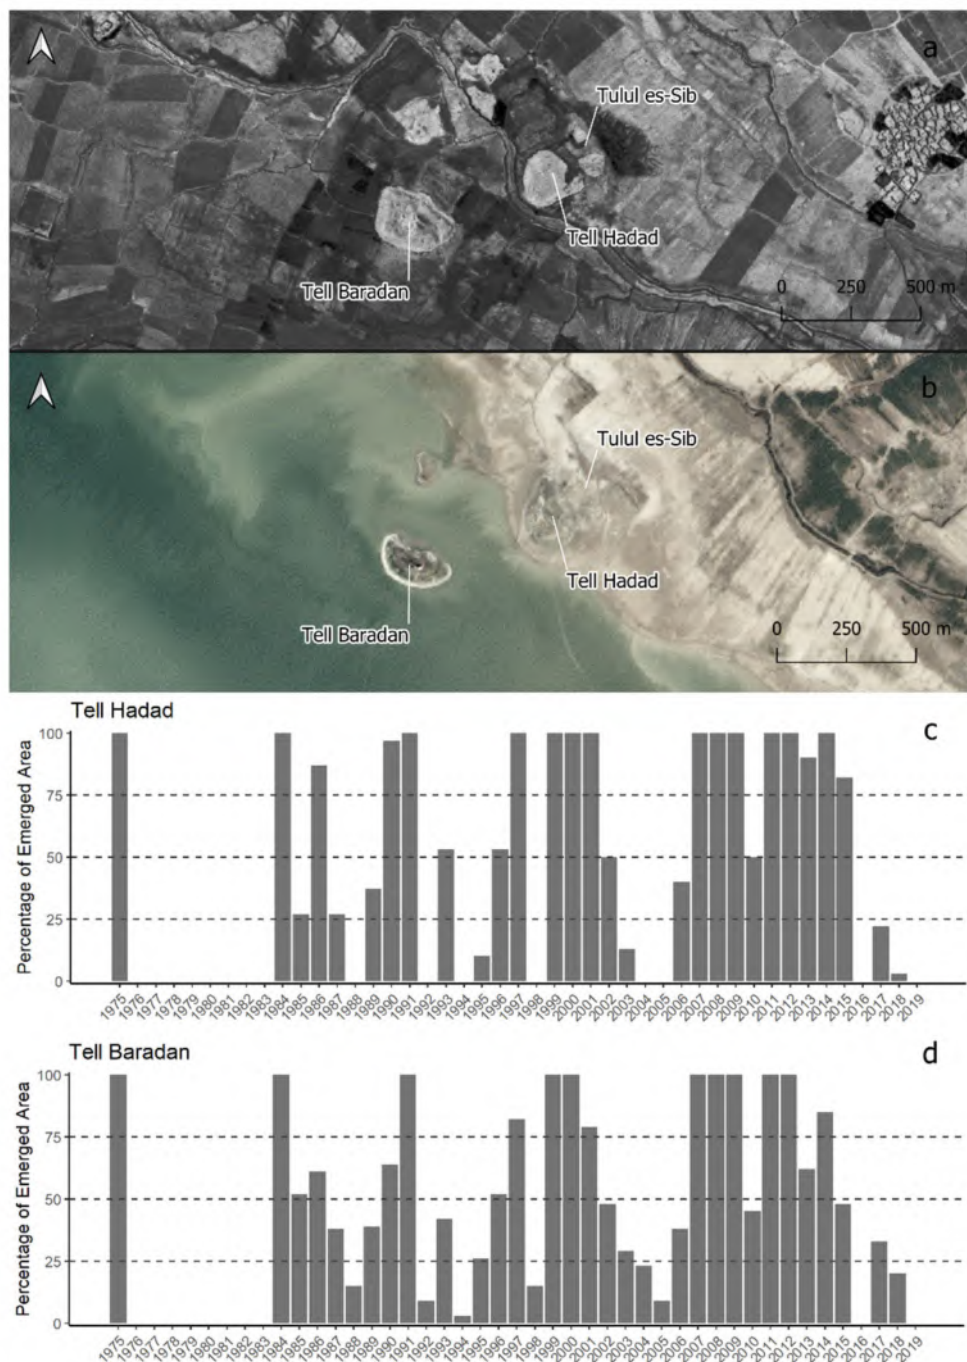 a
Tulul es-Sib
Tell Hadad
Tell Baradan
0 250 500 m
b
Tulul es-Sib
Tell Hadad
Tell Baradan
0 250 500 m
Tell Hadad
c
Percentage of Emerged Area
100
75
50
25
0
1975 1976 1977 1978 1979 1980 1981 1982 1983 1984 1985 1986 1987 1988 1989 1990 1991 1992 1993 1994 1995 1996 1997 1998 1999 2000 2001 2002 2003 2004 2005 2006 2007 2008 2009 2010 2011 2012 2013 2014 2015 2016 2017 2018 2019
Tell Baradan
d
Percentage of Emerged Area
100
75
50
25
0
1975 1976 1977 1978 1979 1980 1981 1982 1983 1984 1985 1986 1987 1988 1989 1990 1991 1992 1993 1994 1995 1996 1997 1998 1999 2000 2001 2002 2003 2004 2005 2006 2007 2008 2009 2010 2011 2012 2013 2014 2015 2016 2017 2018 2019